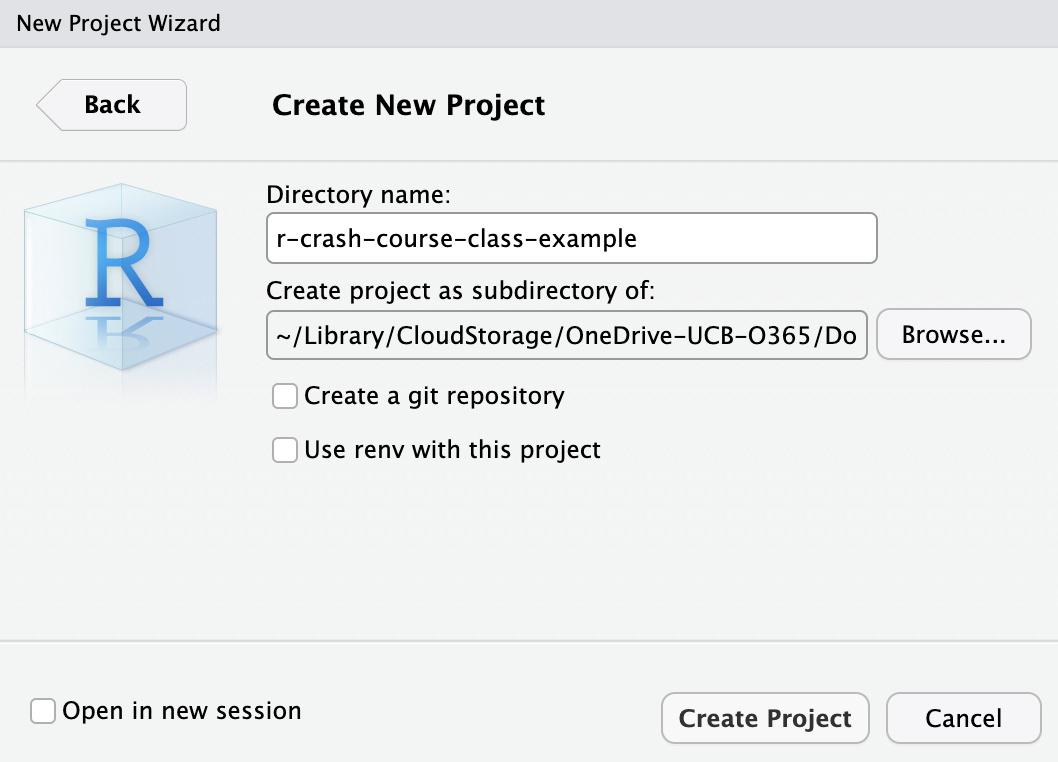 New Project Wizard
Back
Create New Project
R
Directory name:
r-crash-course-class-example
Create project as subdirectory of:
~/Library/CloudStorage/OneDrive-UCB-O365/Do
Browse...
Create a git repository
Use renv with this project
Open in new session
Create Project
Cancel